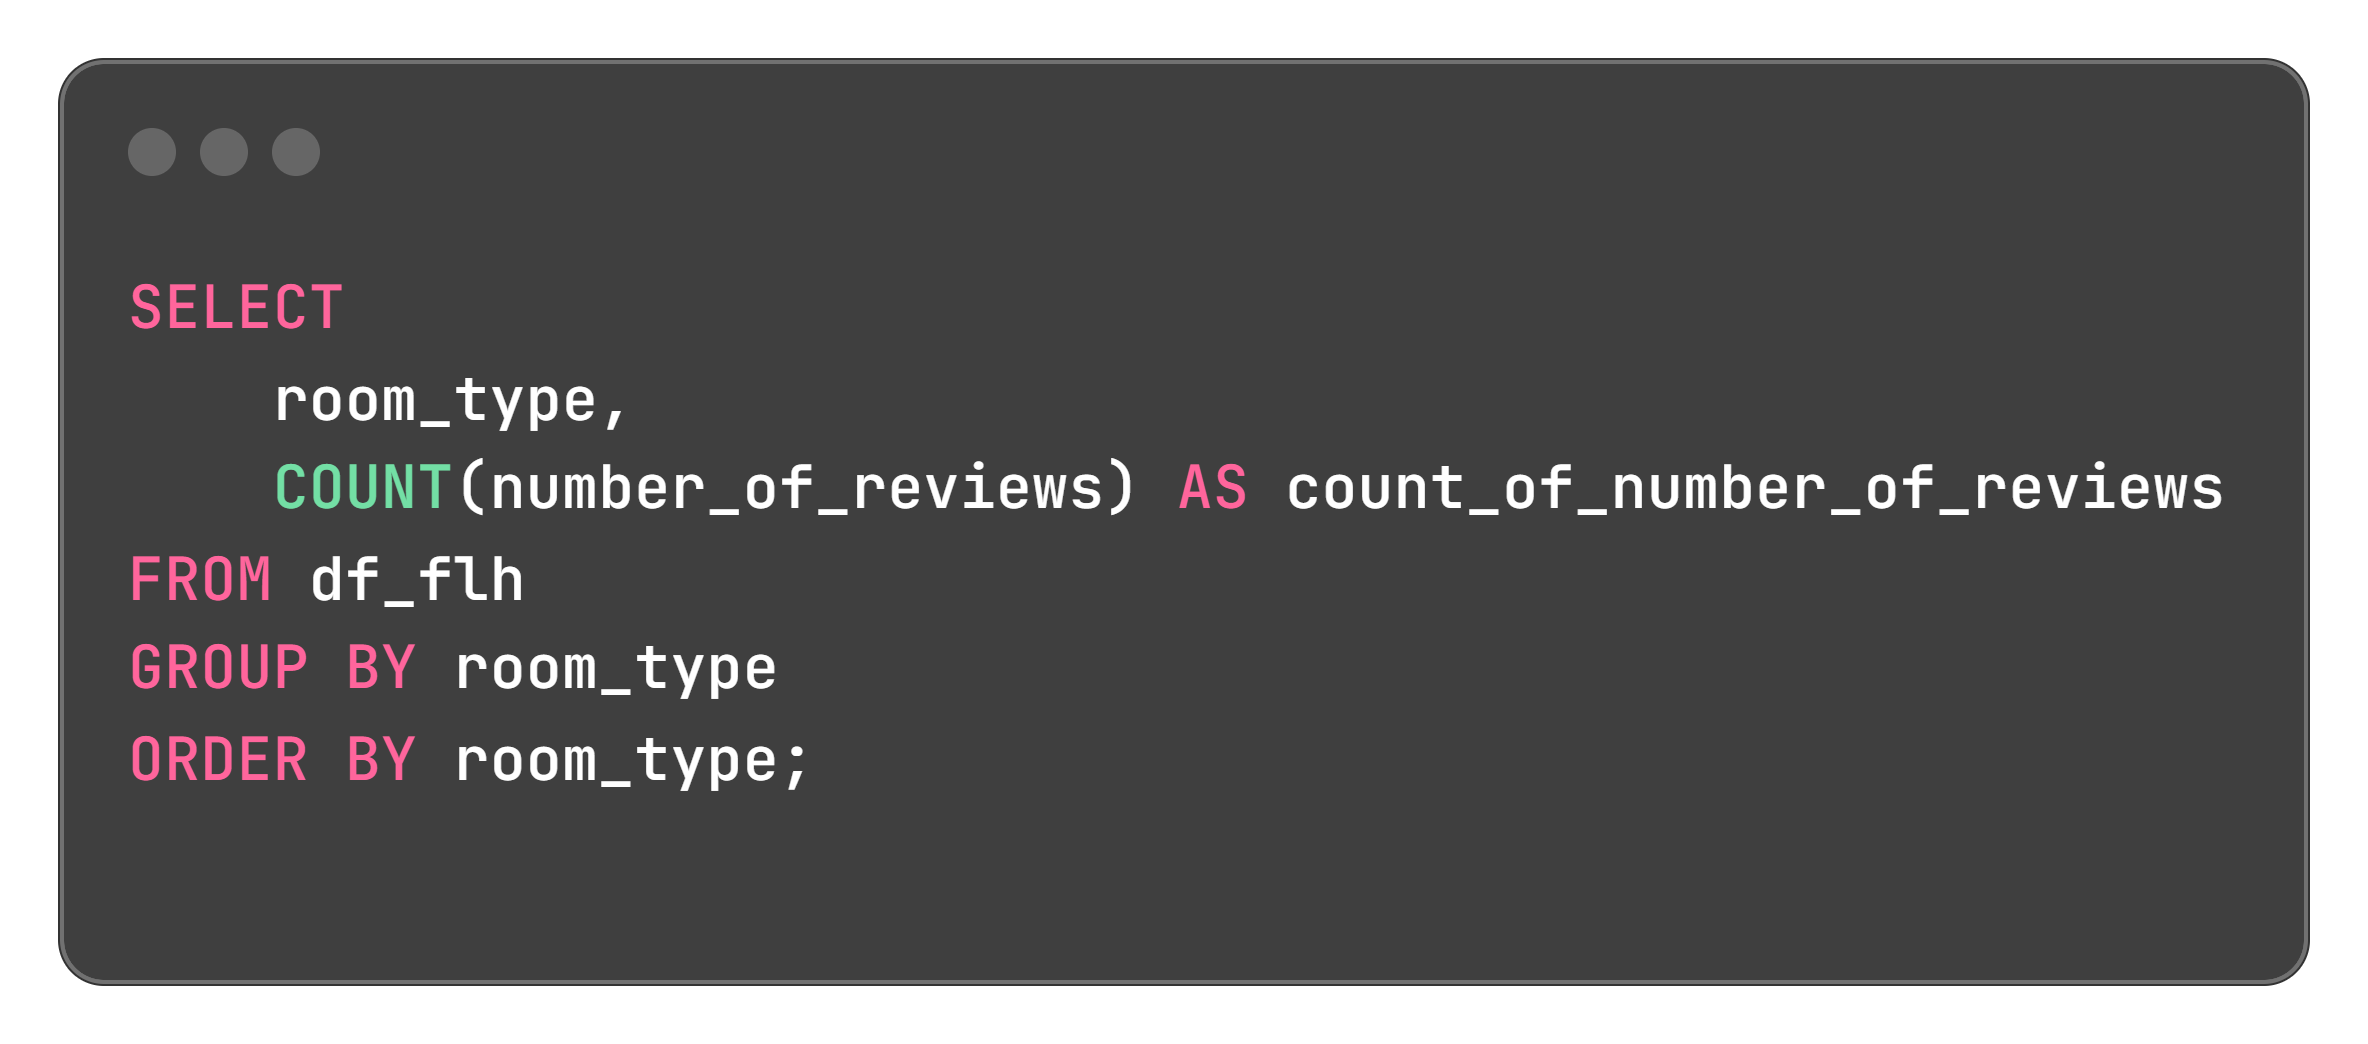 SELECT
    room_type,
    COUNT(number_of_reviews) AS count_of_number_of_reviews
FROM df_flh
GROUP BY room_type
ORDER BY room_type;